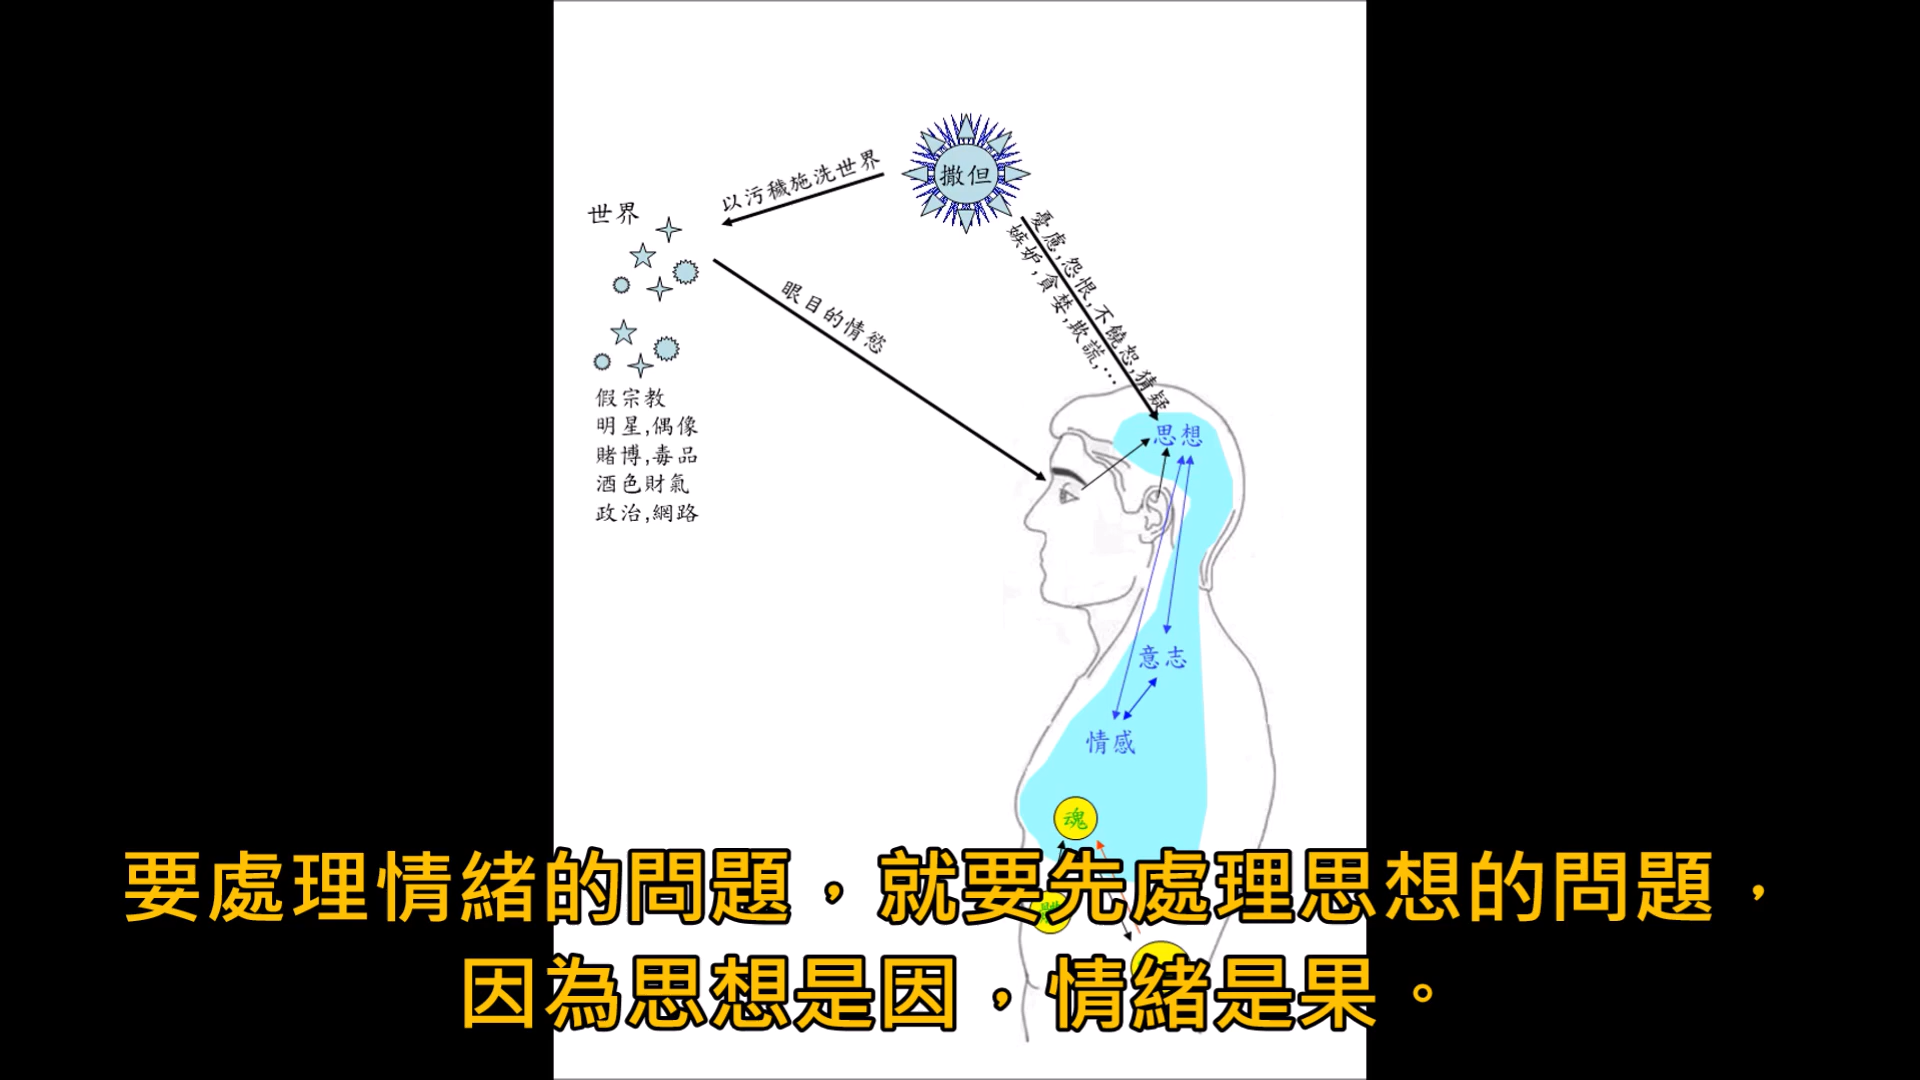 撒但
以污穢施洗世界
世界
憂慮,怨恨,不饒恕,猜疑
嫉妒,貪婪,欺謊,…
眼目的情慾
假宗教
明星,偶像
賭博,毒品
酒色財氣
政治,網路
思想
意志
情感
魂
要處理情緒的問題，就要先處理思想的問題，
因為思想是因，情緒是果。